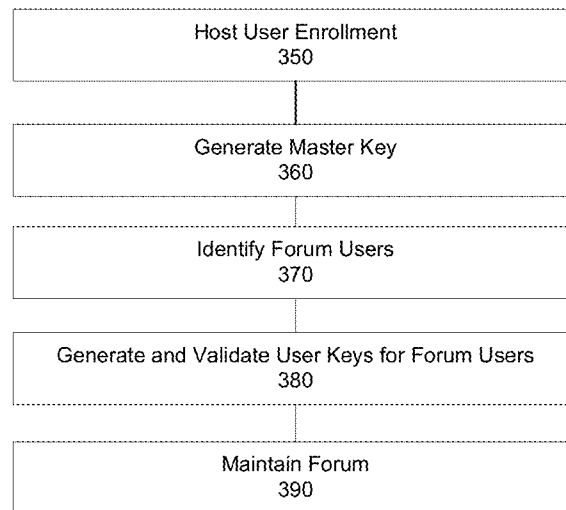 Host User Enrollment
350
Generate Master Key
360
Identify Forum Users
370
Generate and Validate User Keys for Forum Users
380
Maintain Forum
390